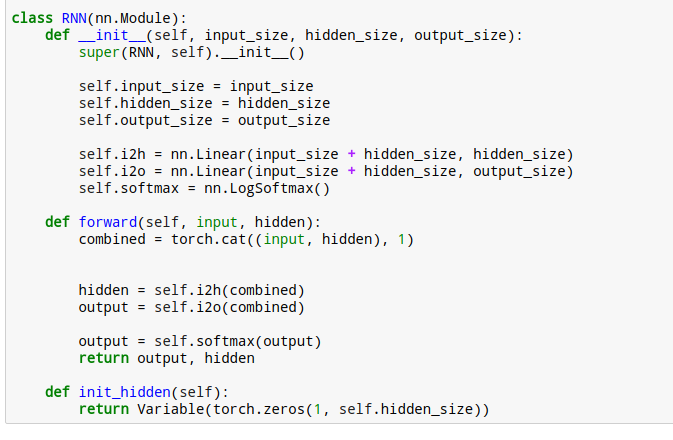 class RNN(nn.Module):
    def __init__(self, input_size, hidden_size, output_size):
        super(RNN, self).__init__()

        self.input_size = input_size
        self.hidden_size = hidden_size
        self.output_size = output_size

        self.i2h = nn.Linear(input_size + hidden_size, hidden_size)
        self.i2o = nn.Linear(input_size + hidden_size, output_size)
        self.softmax = nn.LogSoftmax()

    def forward(self, input, hidden):
        combined = torch.cat((input, hidden), 1)


        hidden = self.i2h(combined)
        output = self.i2o(combined)

        output = self.softmax(output)
        return output, hidden

    def init_hidden(self):
        return Variable(torch.zeros(1, self.hidden_size))